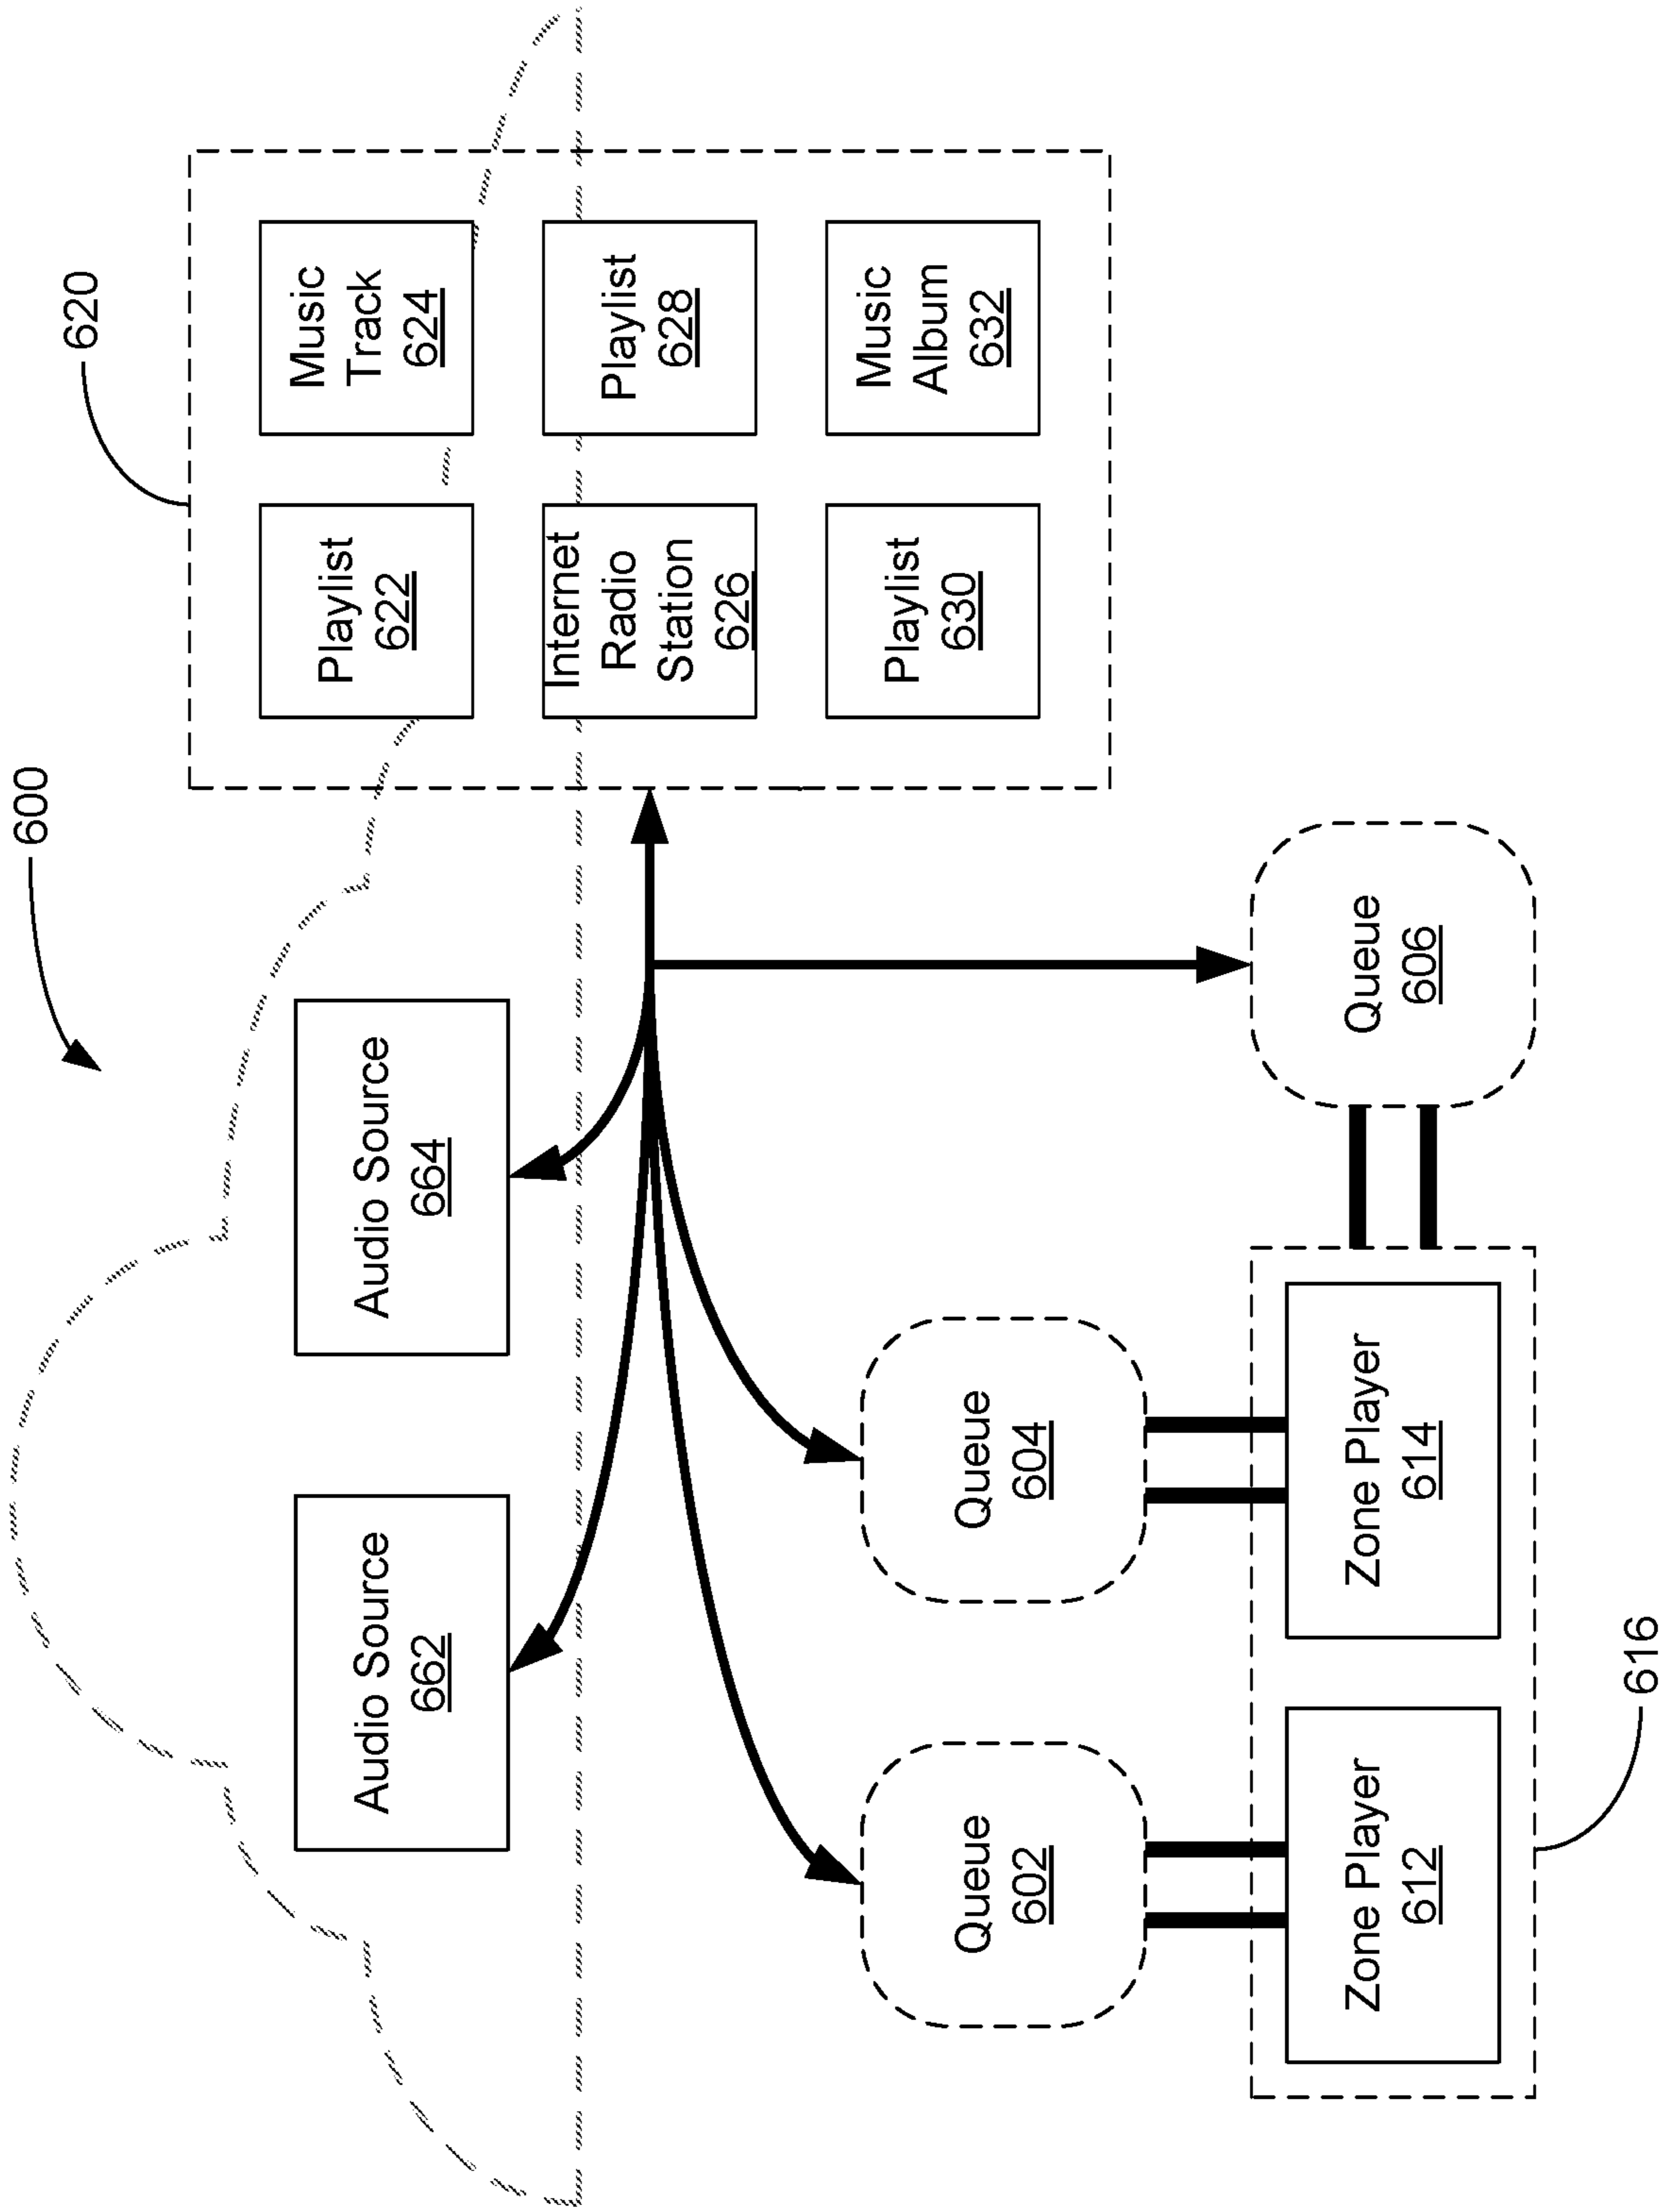 600
620
Audio Source
662
Audio Source
664
Playlist
622
Music
Track
624
Internet
Radio
Station
626
Playlist
628
Playlist
630
Music
Album
632
Queue
602
Queue
604
Queue
606
Zone Player
612
Zone Player
614
616